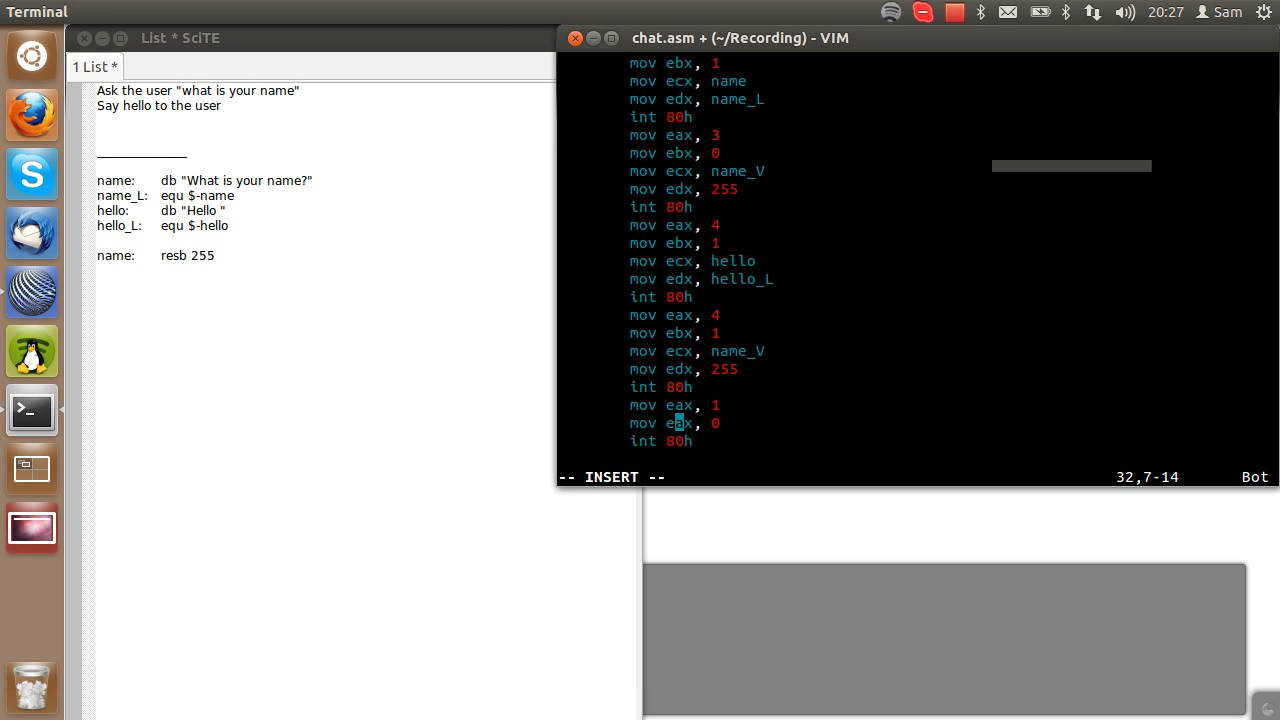 Terminal
20:27 Sam
List * SciTE
1 List *
Ask the user "what is your name"
Say hello to the user
_______________
name: db "What is your name?"
name_L: equ $-name
hello: db "Hello "
hello_L: equ $-hello
name: resb 255
chat.asm + (~/Recording) - VIM
mov ebx, 1
mov ecx, name
mov edx, name_L
int 80h
mov eax, 3
mov ebx, 0
mov ecx, name_V
mov edx, 255
int 80h
mov eax, 4
mov ebx, 1
mov ecx, hello
mov edx, hello_L
int 80h
mov eax, 4
mov ebx, 1
mov ecx, name_V
mov edx, 255
int 80h
mov eax, 1
mov eax, 0
int 80h
-- INSERT -- 32,7-14 Bot